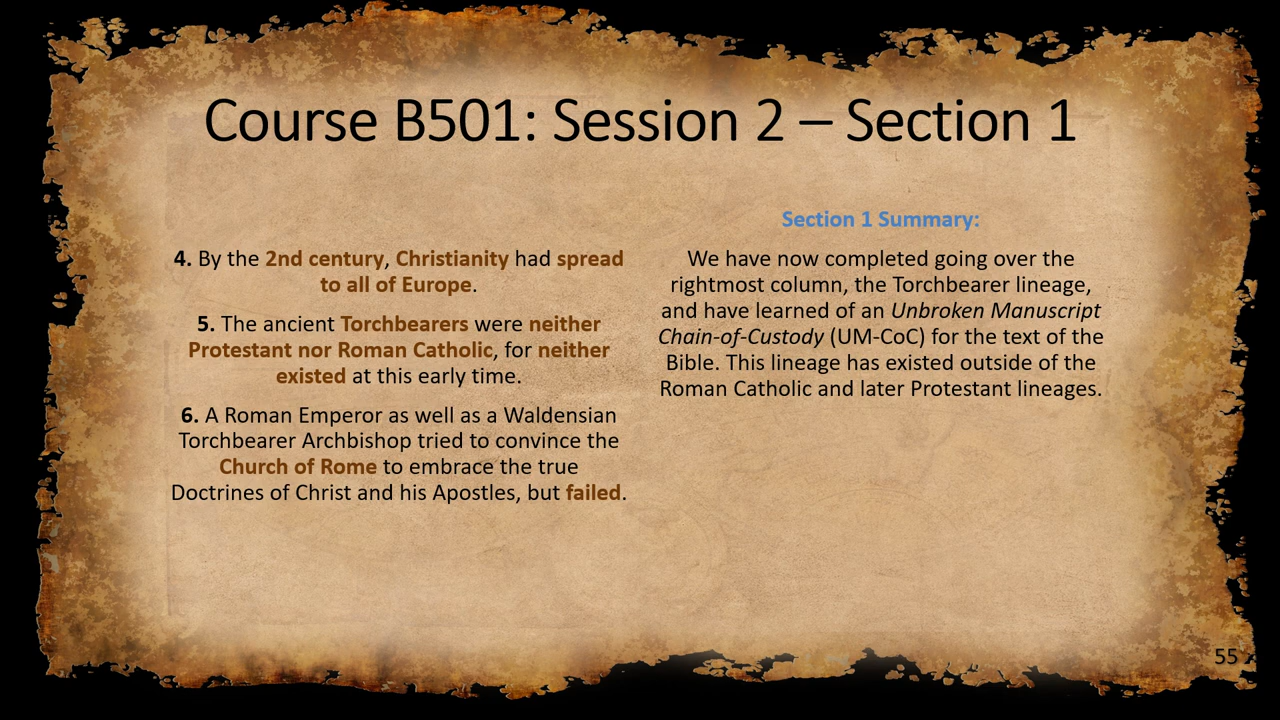 Course B501: Session 2 – Section 1
4. By the 2nd century, Christianity had spread
to all of Europe.
5. The ancient Torchbearers were neither
Protestant nor Roman Catholic, for neither
existed at this early time.
6. A Roman Emperor as well as a Waldensian
Torchbearer Archbishop tried to convince the
Church of Rome to embrace the true
Doctrines of Christ and his Apostles, but failed.
Section 1 Summary:
We have now completed going over the
rightmost column, the Torchbearer lineage,
and have learned of an Unbroken Manuscript
Chain-of-Custody (UM-CoC) for the text of the
Bible. This lineage has existed outside of the
Roman Catholic and later Protestant lineages.
55